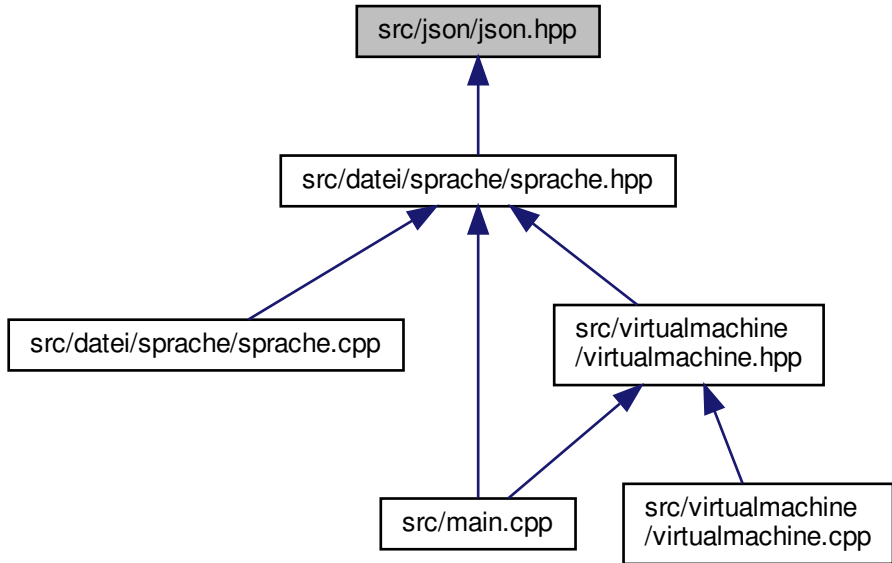 src/json/json.hpp
src/datei/sprache/sprache.hpp
src/datei/sprache/sprache.cpp
src/virtualmachine
/virtualmachine.hpp
src/main.cpp
src/virtualmachine
/virtualmachine.cpp